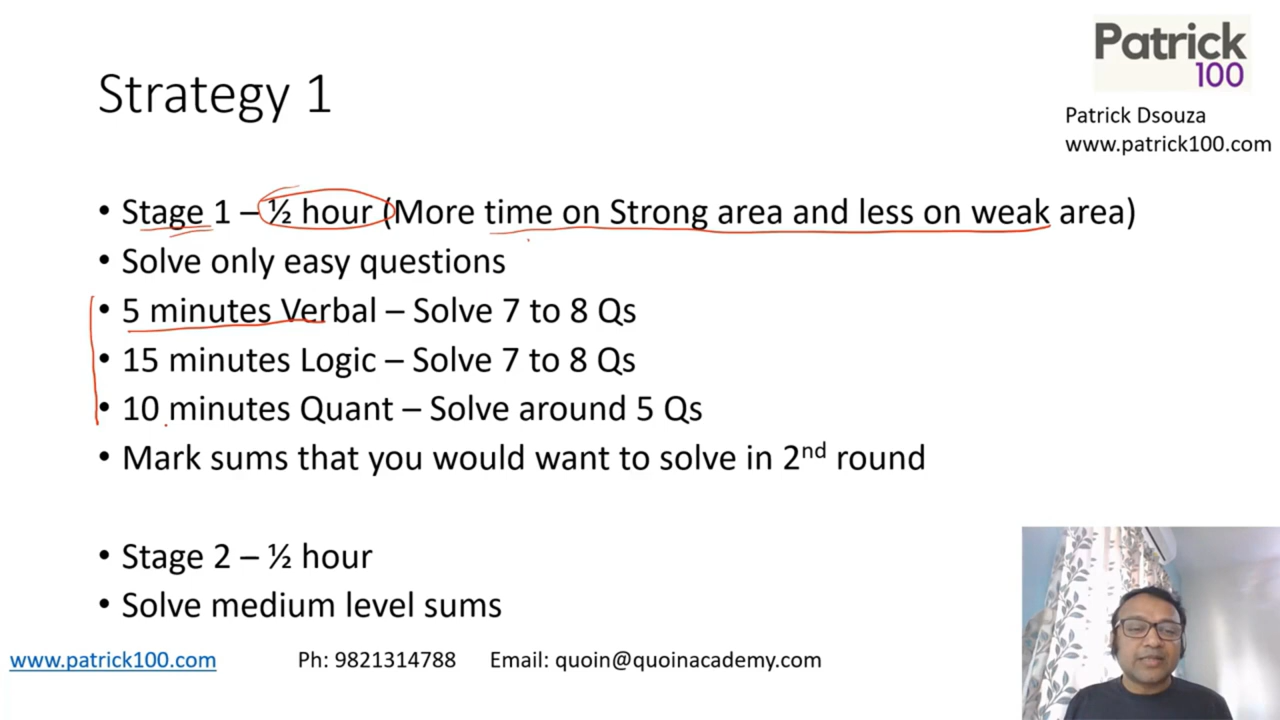 Patrick
100
Patrick Dsouza
www.patrick100.com
Strategy 1
• Stage 1 – ½ hour (More time on Strong area and less on weak area)
• Solve only easy questions
• 5 minutes Verbal – Solve 7 to 8 Qs
• 15 minutes Logic – Solve 7 to 8 Qs
• 10 minutes Quant – Solve around 5 Qs
• Mark sums that you would want to solve in 2nd round
• Stage 2 – ½ hour
• Solve medium level sums
www.patrick100.com Ph: 9821314788 Email: quoin@quoinacademy.com